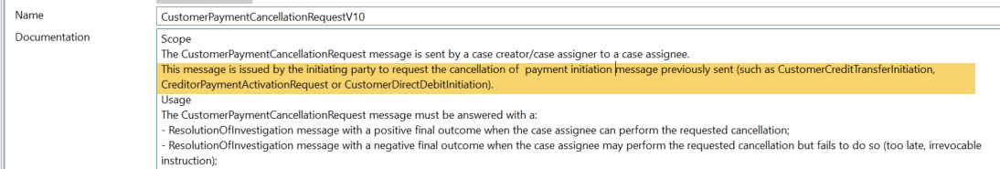 Name
CustomerPaymentCancellationRequestV10
Documentation
Scope
The CustomerPaymentCancellationRequest message is sent by a case creator/case assigner to a case assignee.
This message is issued by the initiating party to request the cancellation of  payment initiation message previously sent (such as CustomerCreditTransferInitiation,
CreditorPaymentActivationRequest or CustomerDirectDebitInitiation).
Usage
The CustomerPaymentCancellationRequest message must be answered with a:
- ResolutionOfInvestigation message with a positive final outcome when the case assignee can perform the requested cancellation;
- ResolutionOfInvestigation message with a negative final outcome when the case assignee may perform the requested cancellation but fails to do so (too late, irrevocable
instruction);